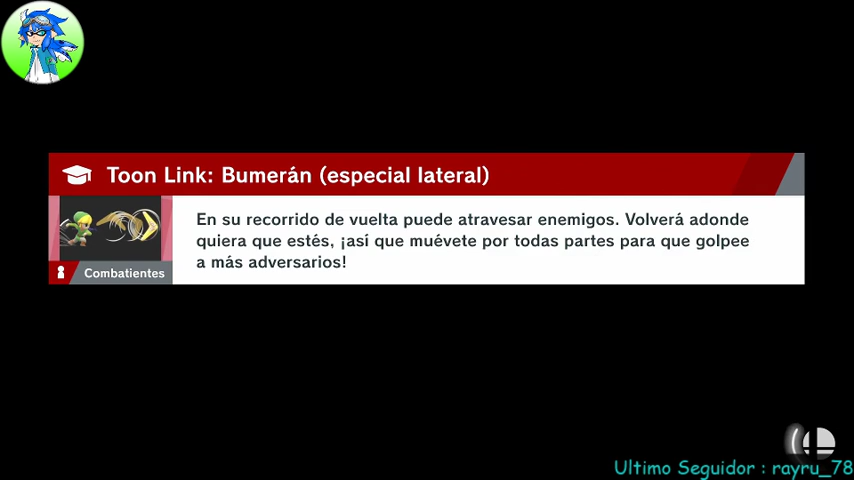 Toon Link: Bumerán (especial lateral)
En su recorrido de vuelta puede atravesar enemigos. Volverá adonde
quiera que estés, ¡así que muévete por todas partes para que golpee
a más adversarios!
Combatientes
Ultimo Seguidor : rayru_78